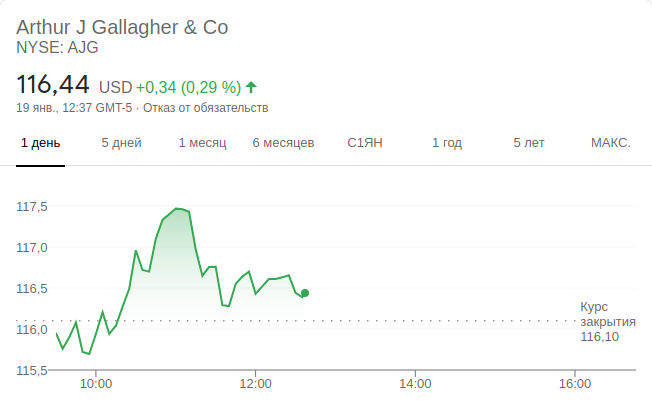 Arthur J Gallagher & Co
NYSE: AJG
116,44 USD +0,34 (0,29 %)
19 янв., 12:37 GMT-5 · Отказ от обязательств
1 день 5 дней 1 месяц 6 месяцев С1ЯН 1 год 5 лет МАКС.
117,5
117,0
116,5
116,0
115,5
Курс
закрытия
116,10
10:00 12:00 14:00 16:00